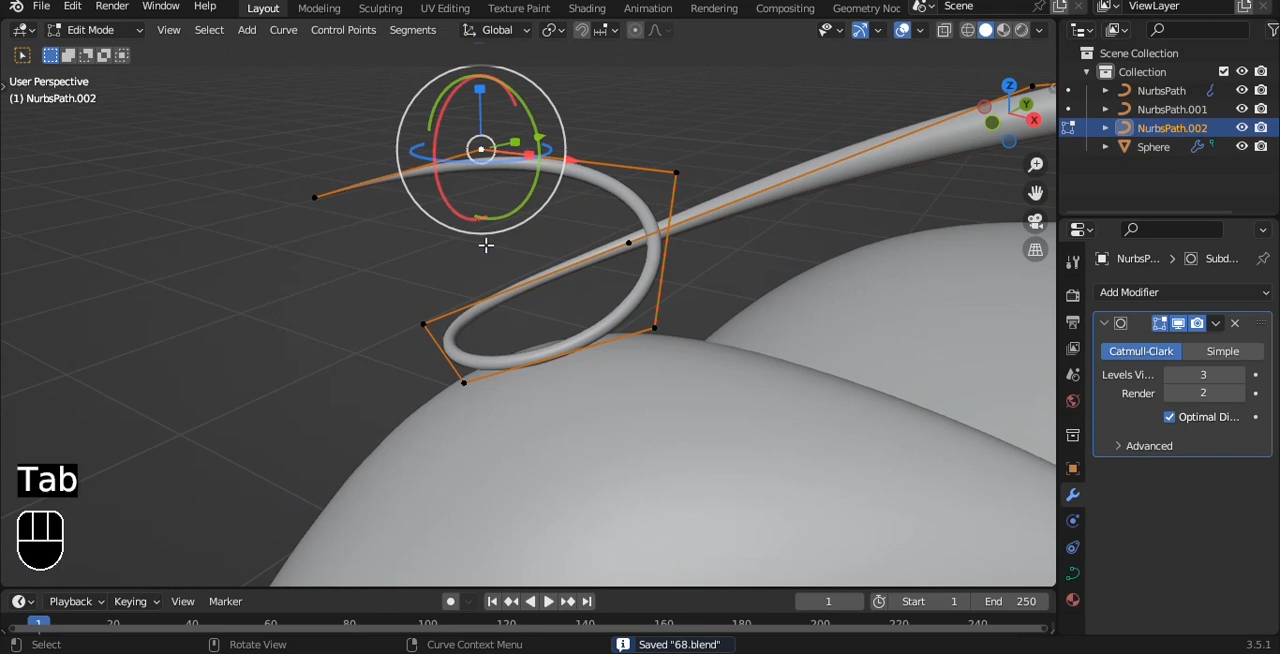 File Edit Render Window Help Layout Modeling Sculpting UV Editing Texture Paint Shading Animation Rendering Compositing Geometry Noc Scene ViewLayer
Edit Mode View Select Add Curve Control Points Segments Global
User Perspective
(1) NurbsPath.002
Scene Collection
Collection
NurbsPath
NurbsPath.001
NurbsPath.002
Sphere
Z
Y
X
NurbsP... Subd...
Add Modifier
Catmull-Clark Simple
Levels Vi... 3
Render 2
Optimal Di...
Advanced
Tab
Playback Keying View Marker 1 Start 1 End 250
1 20 40 60 80 100 120 140 160 180 200 220 240
Select Rotate View Curve Context Menu Saved "68.blend" 3.5.1